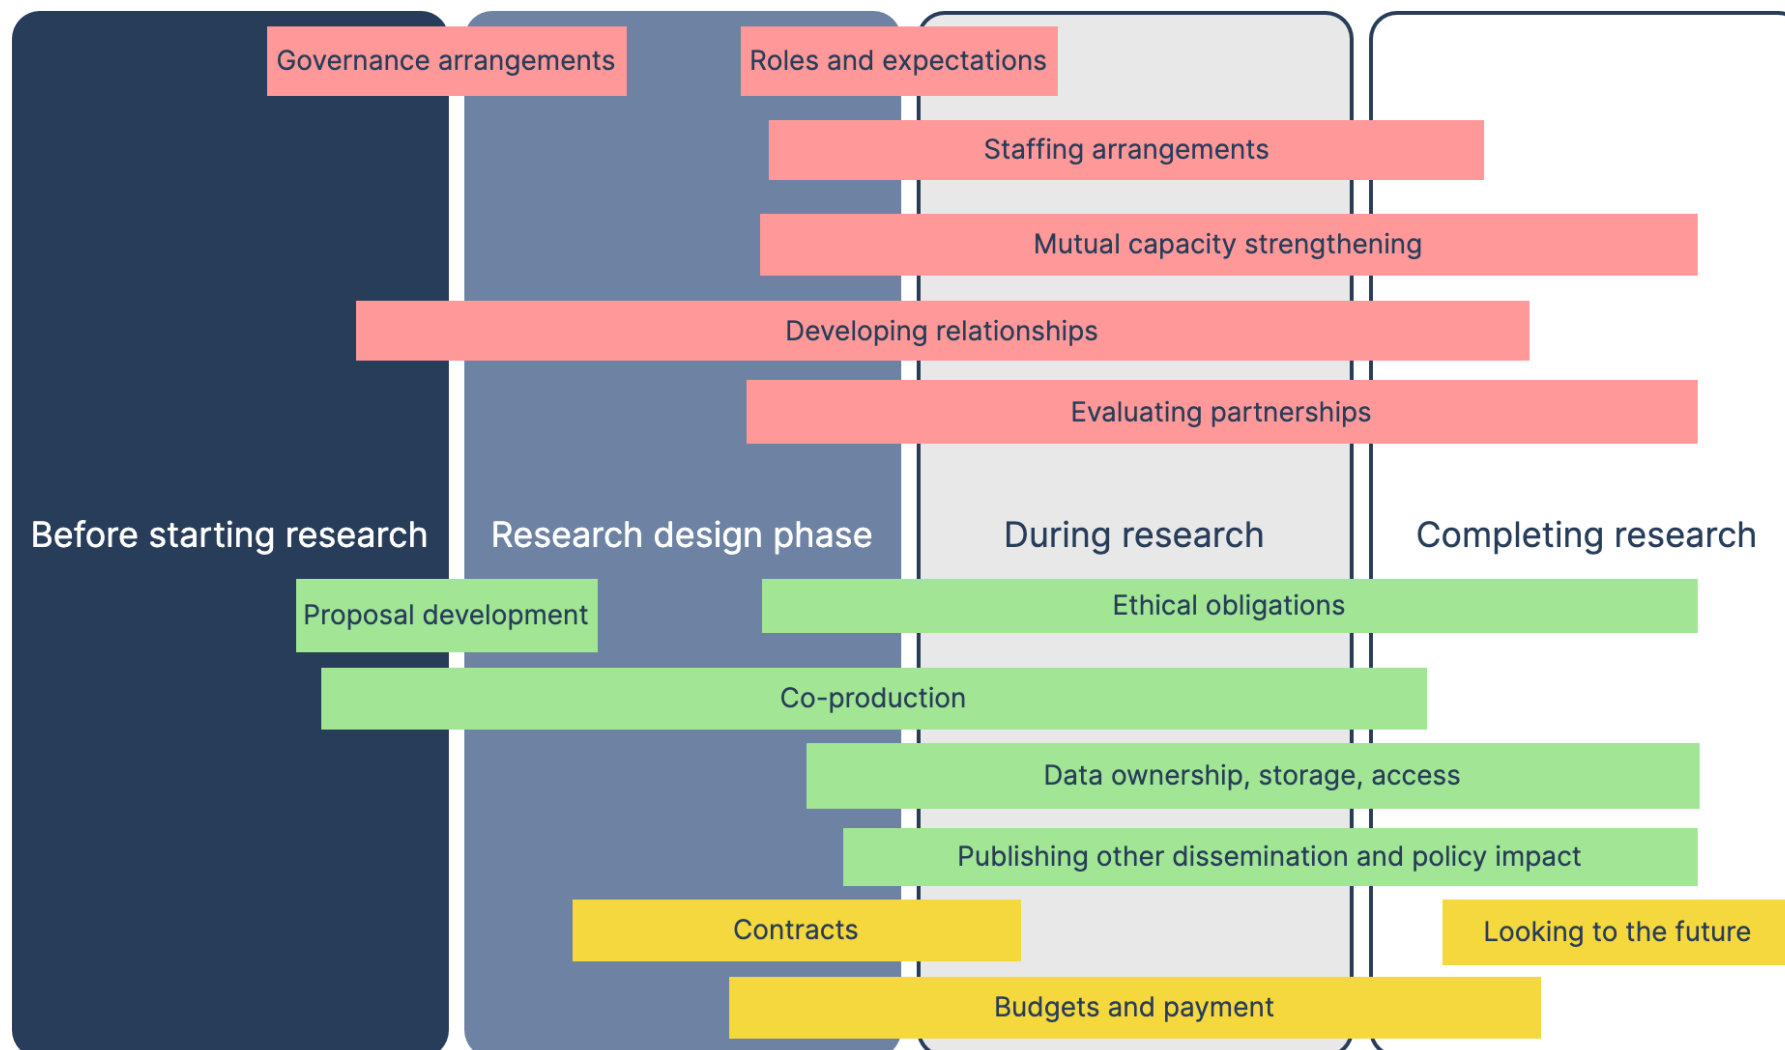 Governance arrangements
Roles and expectations
Staffing arrangements
Mutual capacity strengthening
Developing relationships
Evaluating partnerships
Before starting research
Research design phase
During research
Completing research
Proposal development
Ethical obligations
Co-production
Data ownership, storage, access
Publishing other dissemination and policy impact
Contracts
Looking to the future
Budgets and payment